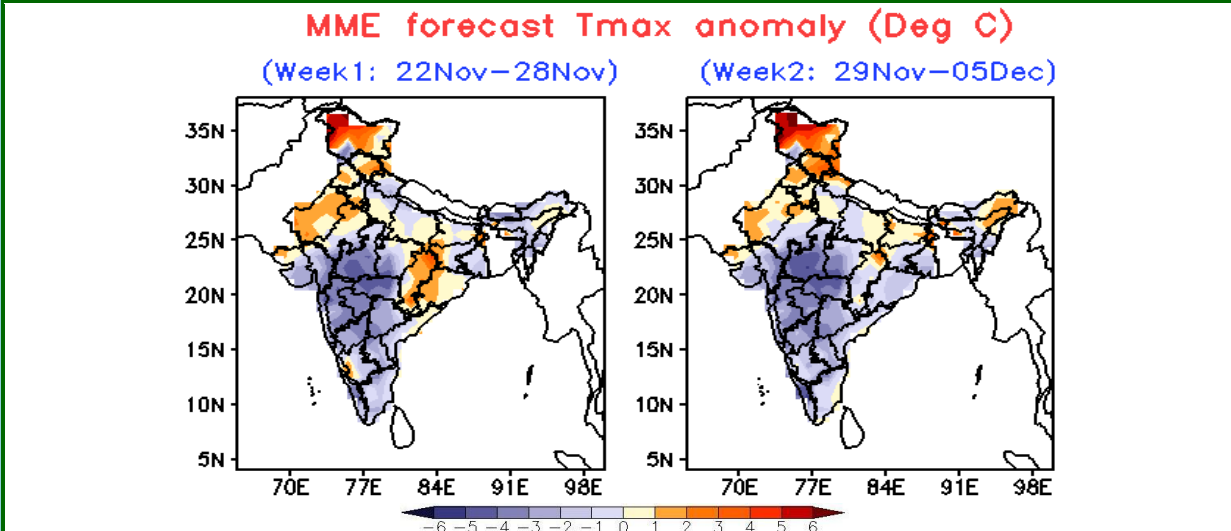 MME forecast Tmax anomaly (Deg C)
(Week1: 22Nov–28Nov)
(Week2: 29Nov–05Dec)
35N
30N
25N
20N
15N
10N
5N
70E 77E 84E 91E 98E
35N
30N
25N
20N
15N
10N
5N
70E 77E 84E 91E 98E
−6 −5 −4 −3 −2 −1 0 1 2 3 4 5 6